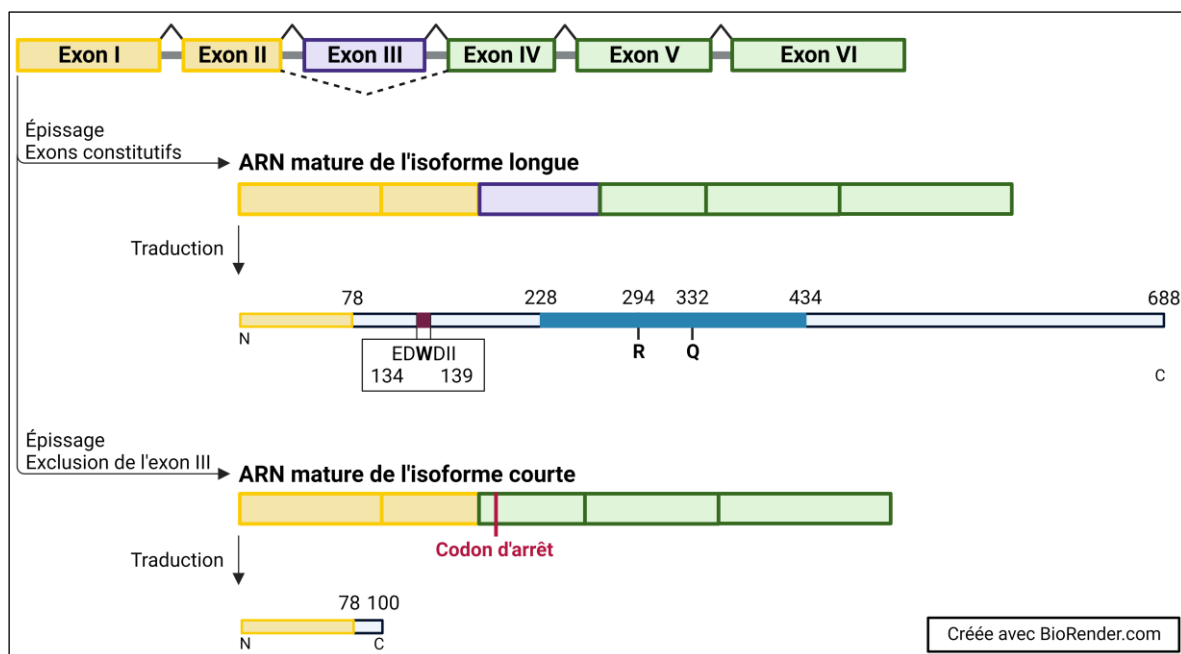 Exon I Exon II Exon III Exon IV Exon V Exon VI
Épissage
Exons constitutifs
ARN mature de l'isoforme longue
Traduction
78 228 294 332 434 688
N
R Q
EDWDII
134 139
C
Épissage
Exclusion de l'exon III
ARN mature de l'isoforme courte
Codon d'arrêt
Traduction
78 100
N C
Créée avec BioRender.com